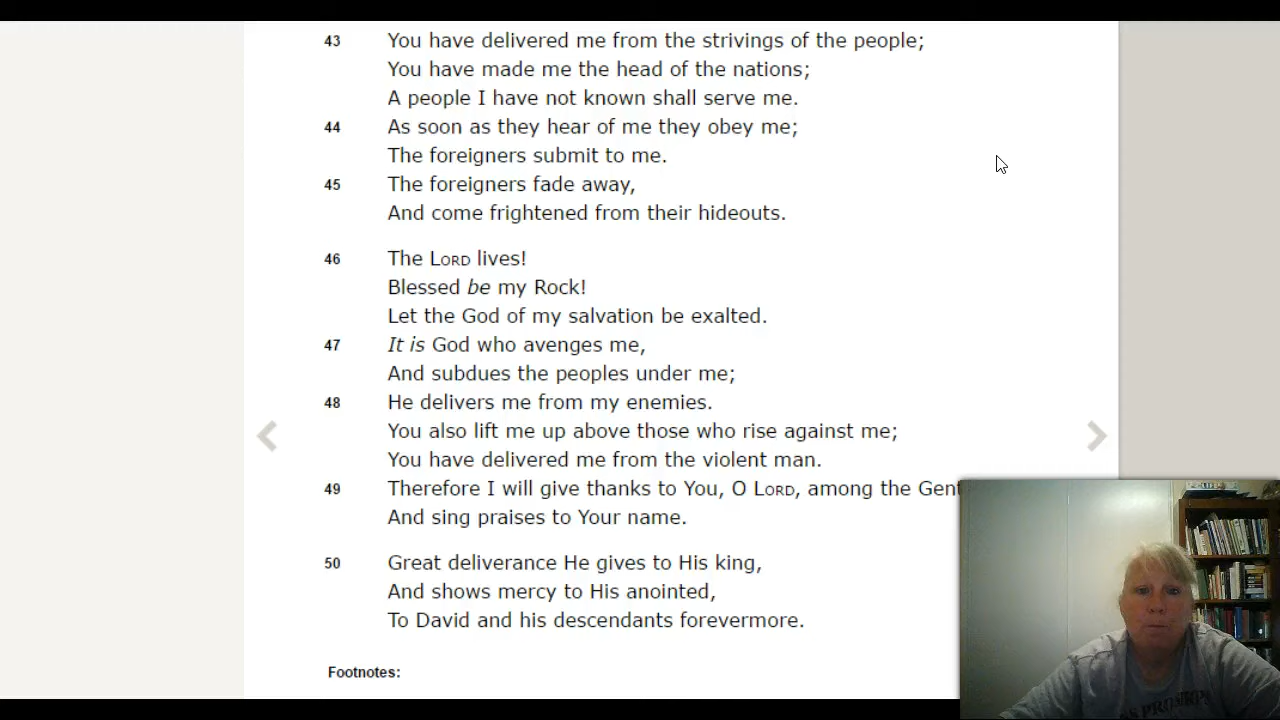 43 You have delivered me from the strivings of the people;
You have made me the head of the nations;
A people I have not known shall serve me.
44 As soon as they hear of me they obey me;
The foreigners submit to me.
45 The foreigners fade away,
And come frightened from their hideouts.
46 The LORD lives!
Blessed be my Rock!
Let the God of my salvation be exalted.
47 It is God who avenges me,
And subdues the peoples under me;
48 He delivers me from my enemies.
You also lift me up above those who rise against me;
You have delivered me from the violent man.
49 Therefore I will give thanks to You, O LORD, among the Gent
And sing praises to Your name.
50 Great deliverance He gives to His king,
And shows mercy to His anointed,
To David and his descendants forevermore.
Footnotes: